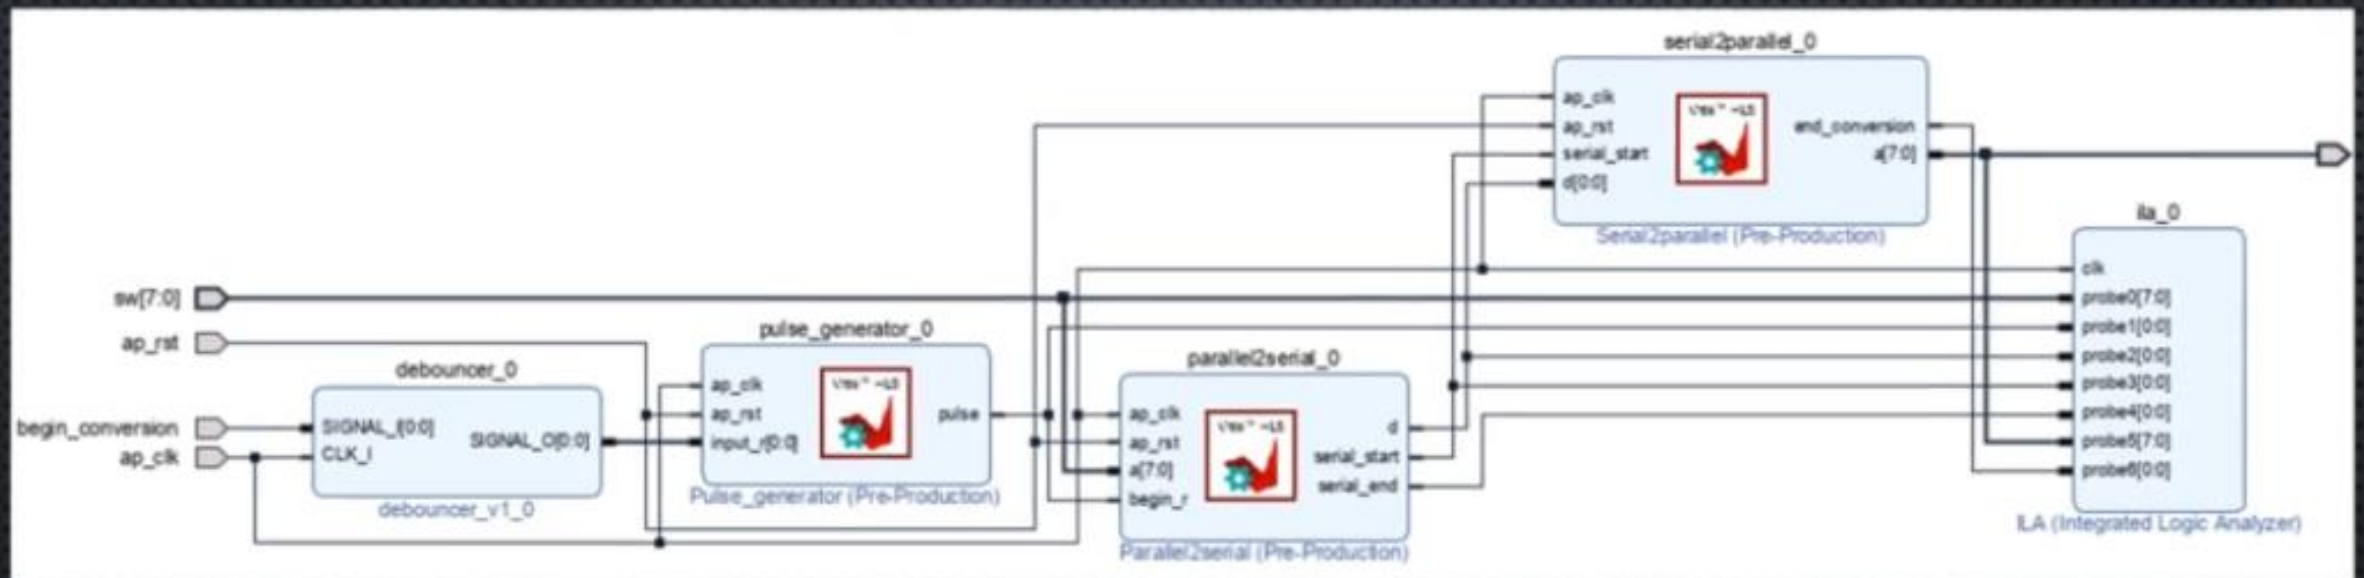 serial2parallel_0
ap_clk
ap_rst
serial_start
d[0:0]
end_conversion
a[7:0]
Serial2parallel (Pre-Production)
ila_0
clk
probe0[7:0]
probe1[0:0]
probe2[0:0]
probe3[0:0]
probe4[0:0]
probe5[7:0]
probe6[0:0]
ILA (Integrated Logic Analyzer)
sw[7:0]
ap_rst
begin_conversion
ap_clk
debouncer_0
SIGNAL_I[0:0]
CLK_I
SIGNAL_O[0:0]
debouncer_v1_0
pulse_generator_0
ap_clk
ap_rst
input_r[0:0]
pulse
Pulse_generator (Pre-Production)
parallel2serial_0
ap_clk
ap_rst
a[7:0]
begin_r
d
serial_start
serial_end
Parallel2serial (Pre-Production)